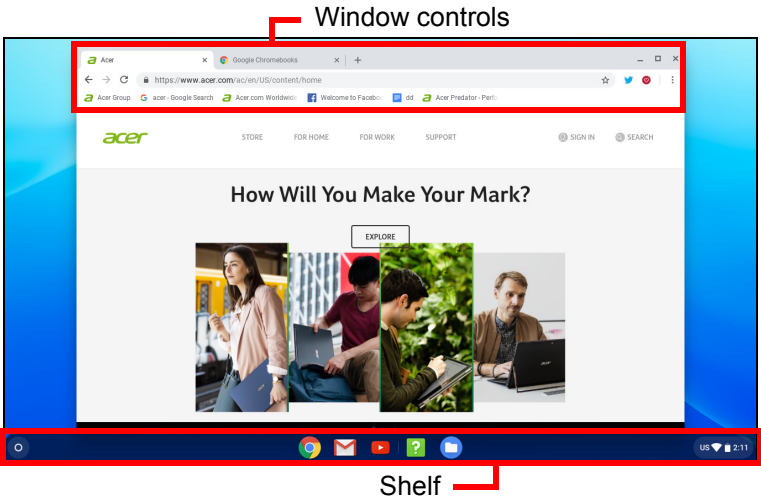 Window controls
Acer × Google Chromebooks × +
https://www.acer.com/ac/en/US/content/home
Acer Group G acer - Google Search Acer.com Worldwide Welcome to Facebo dd Acer Predator - Perfo
acer STORE FOR HOME FOR WORK SUPPORT SIGN IN SEARCH
How Will You Make Your Mark?
EXPLORE
US 2:11
Shelf